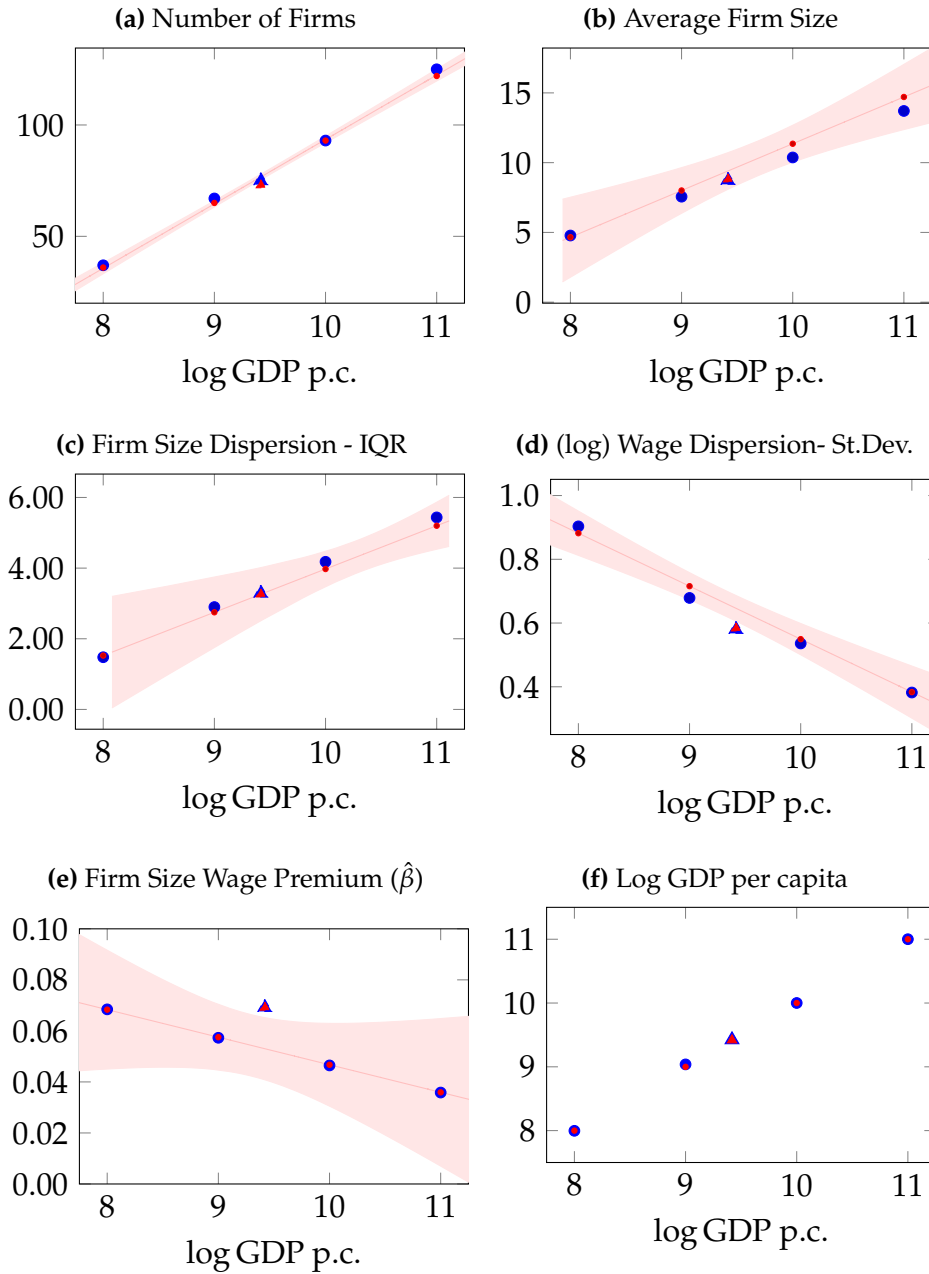 (a) Number of Firms
100
50
8 9 10 11
log GDP p.c.
(b) Average Firm Size
15
10
5
0
8 9 10 11
log GDP p.c.
(c) Firm Size Dispersion - IQR
6.00
4.00
2.00
0.00
8 9 10 11
log GDP p.c.
(d) (log) Wage Dispersion- St.Dev.
1.0
0.8
0.6
0.4
8 9 10 11
log GDP p.c.
(e) Firm Size Wage Premium (β̂)
0.10
0.08
0.06
0.04
0.02
0.00
8 9 10 11
log GDP p.c.
(f) Log GDP per capita
11
10
9
8
8 9 10 11
log GDP p.c.